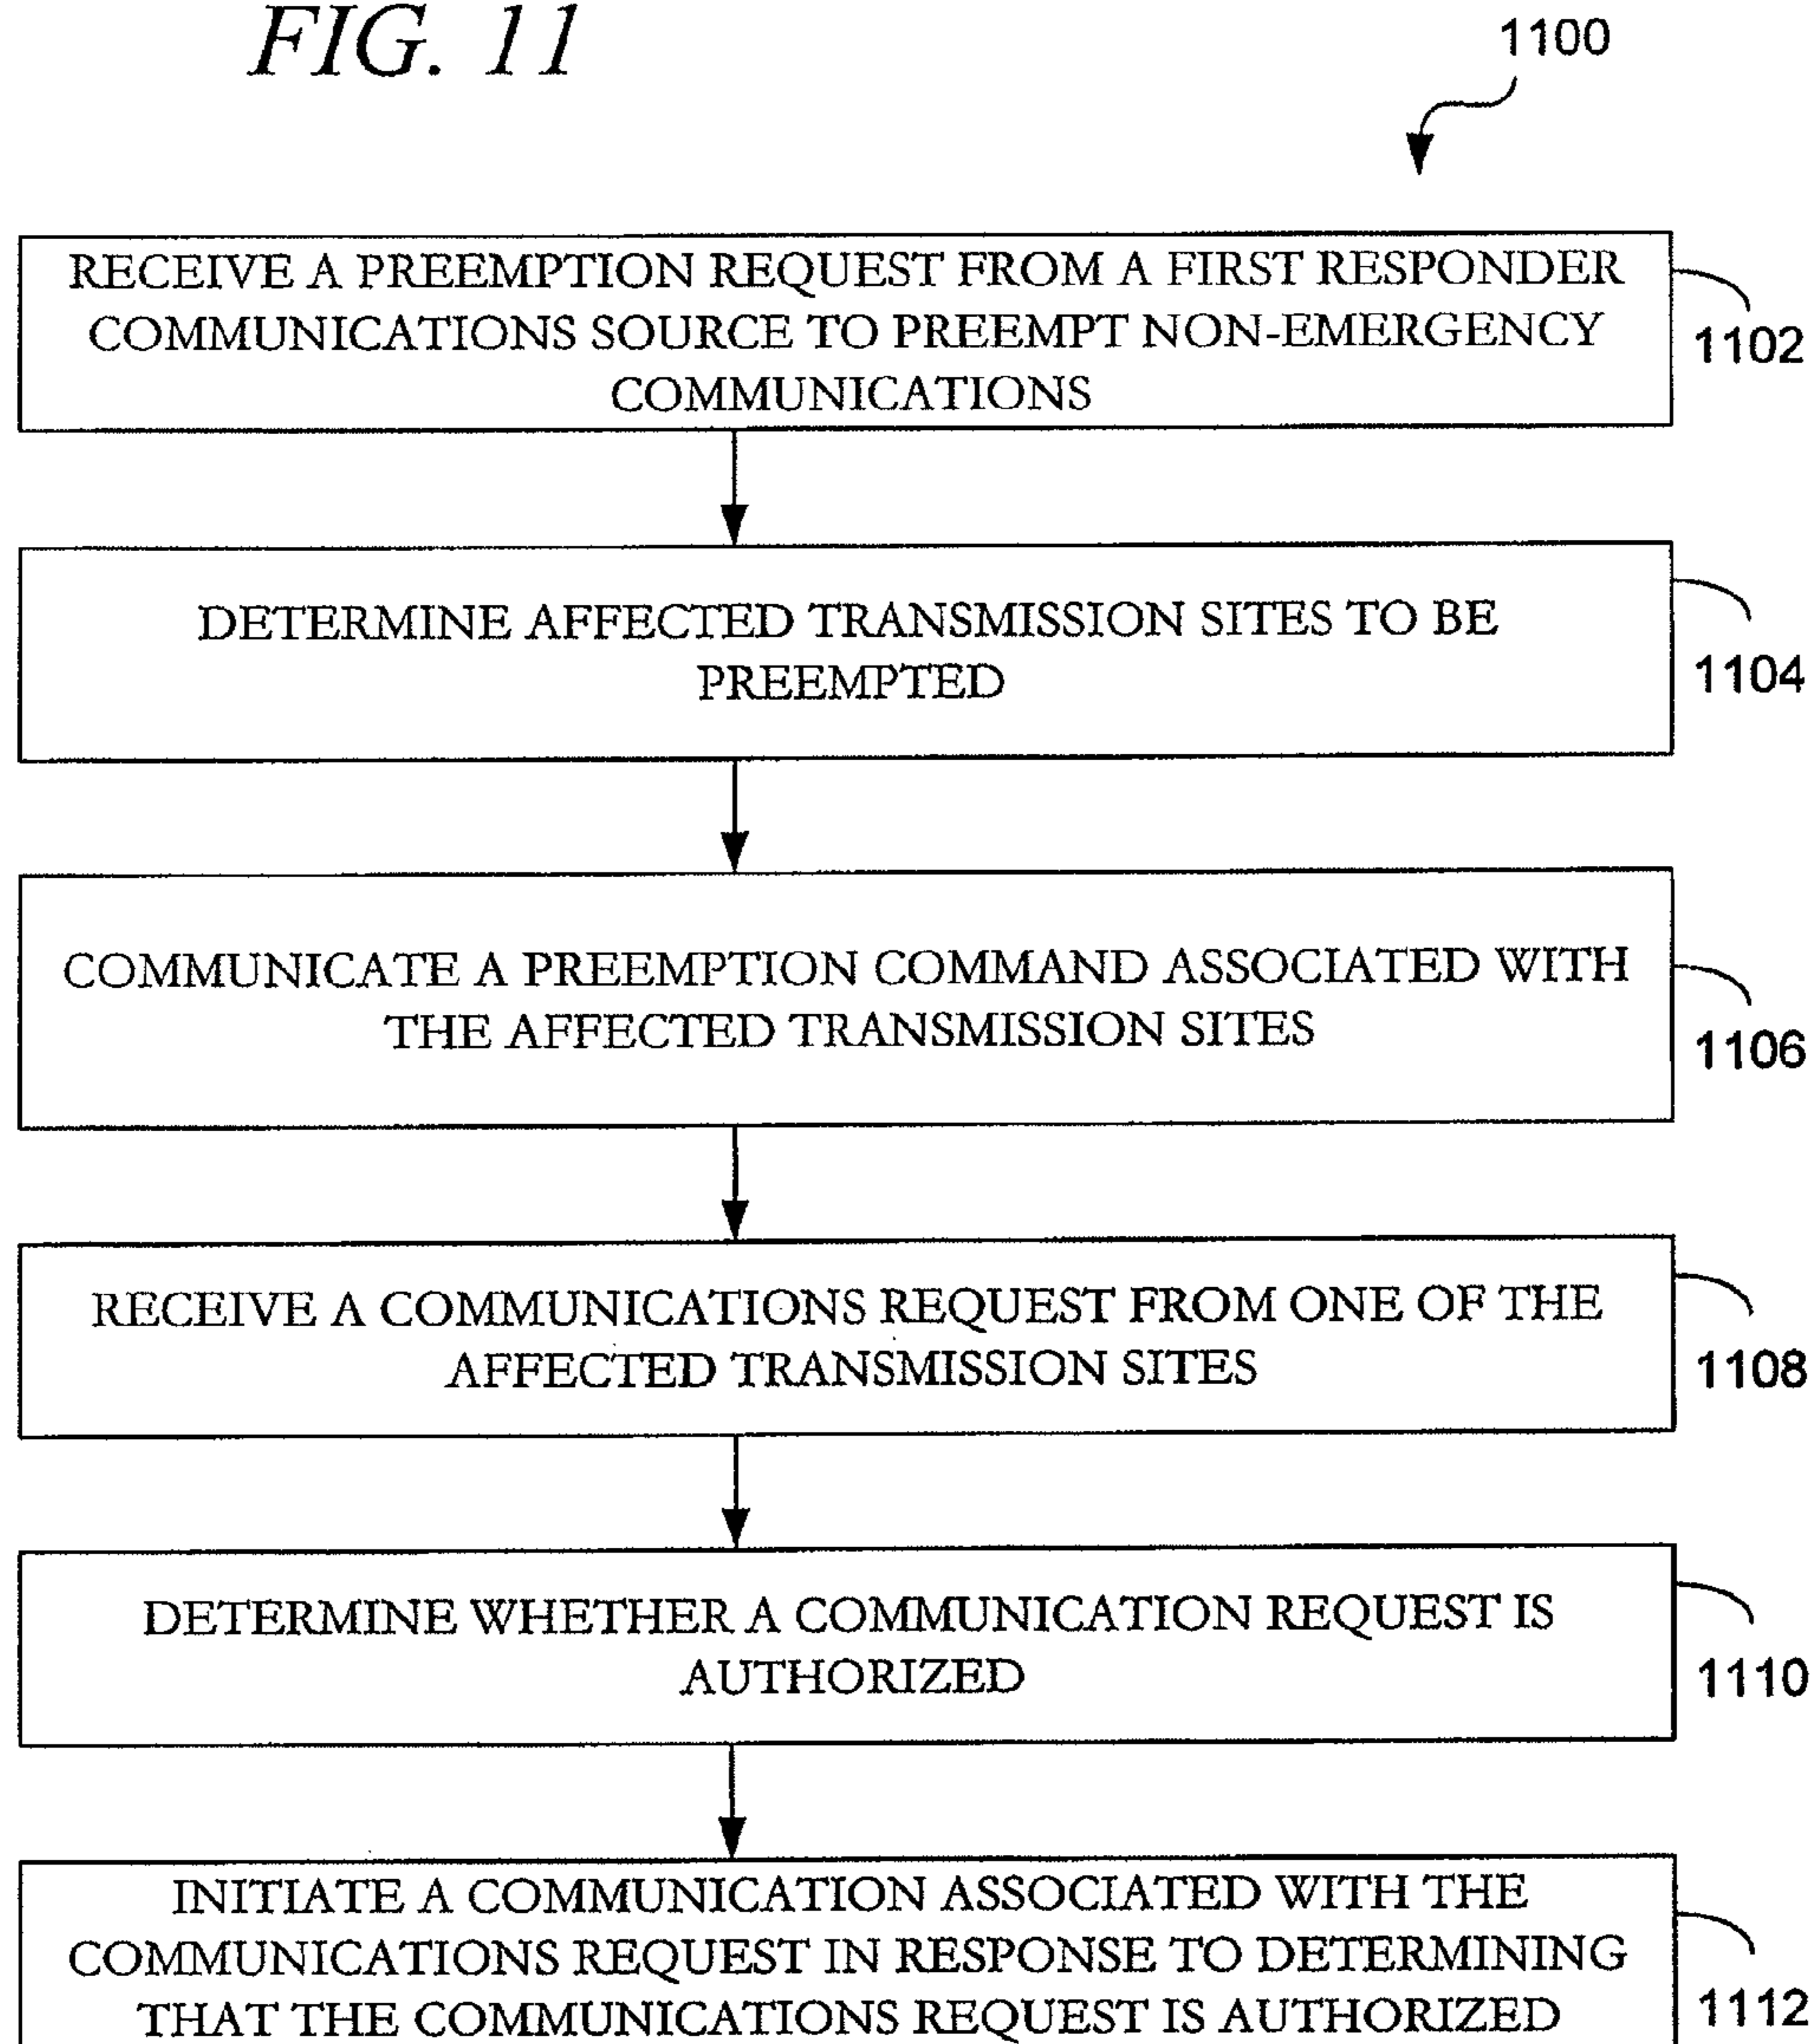 FIG. 11
1100
RECEIVE A PREEMPTION REQUEST FROM A FIRST RESPONDER
COMMUNICATIONS SOURCE TO PREEMPT NON-EMERGENCY
COMMUNICATIONS
1102
DETERMINE AFFECTED TRANSMISSION SITES TO BE
PREEMPTED
1104
COMMUNICATE A PREEMPTION COMMAND ASSOCIATED WITH
THE AFFECTED TRANSMISSION SITES
1106
RECEIVE A COMMUNICATIONS REQUEST FROM ONE OF THE
AFFECTED TRANSMISSION SITES
1108
DETERMINE WHETHER A COMMUNICATION REQUEST IS
AUTHORIZED
1110
INITIATE A COMMUNICATION ASSOCIATED WITH THE
COMMUNICATIONS REQUEST IN RESPONSE TO DETERMINING
THAT THE COMMUNICATIONS REQUEST IS AUTHORIZED
1112